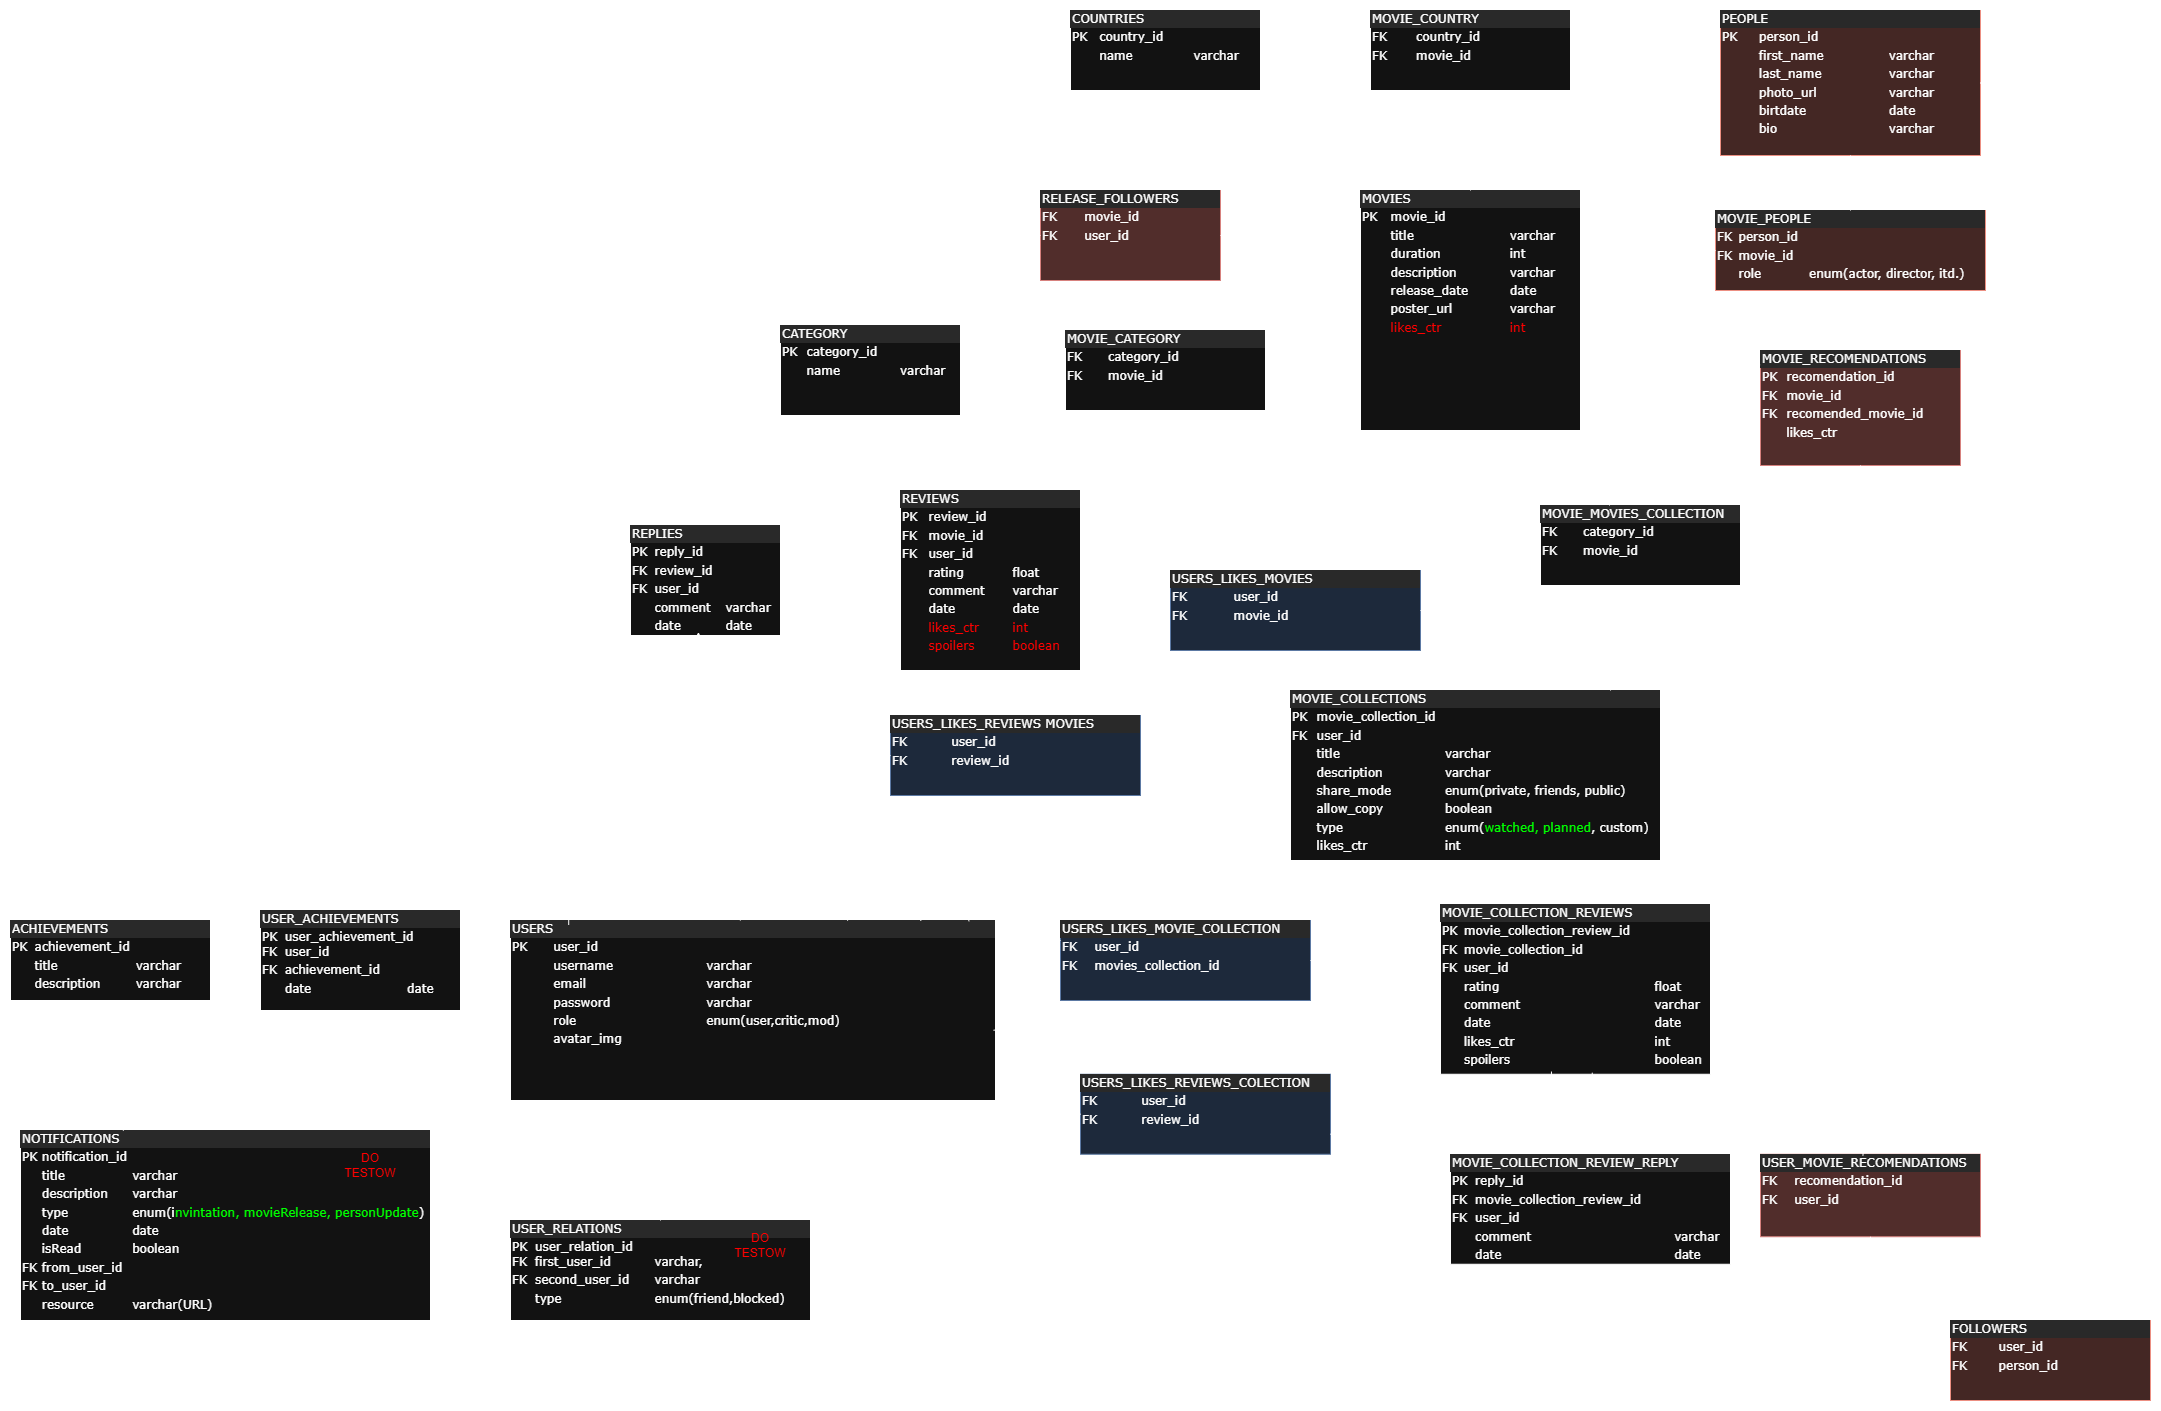 COUNTRIES
PK country_id
name varchar
MOVIE_COUNTRY
FK country_id
FK movie_id
PEOPLE
PK person_id
first_name varchar
last_name varchar
photo_url varchar
birtdate date
bio varchar
RELEASE_FOLLOWERS
FK movie_id
FK user_id
MOVIES
PK movie_id
title varchar
duration int
description varchar
release_date date
poster_url varchar
likes_ctr int
MOVIE_PEOPLE
FK person_id
FK movie_id
role enum(actor, director, itd.)
CATEGORY
PK category_id
name varchar
MOVIE_CATEGORY
FK category_id
FK movie_id
MOVIE_RECOMENDATIONS
PK recomendation_id
FK movie_id
FK recomended_movie_id
likes_ctr
REPLIES
PK reply_id
FK review_id
FK user_id
comment varchar
date date
REVIEWS
PK review_id
FK movie_id
FK user_id
rating float
comment varchar
date date
likes_ctr int
spoilers boolean
USERS_LIKES_MOVIES
FK user_id
FK movie_id
MOVIE_MOVIES_COLLECTION
FK category_id
FK movie_id
USERS_LIKES_REVIEWS MOVIES
FK user_id
FK review_id
MOVIE_COLLECTIONS
PK movie_collection_id
FK user_id
title varchar
description varchar
share_mode enum(private, friends, public)
allow_copy boolean
type enum(watched, planned, custom)
likes_ctr int
ACHIEVEMENTS
PK achievement_id
title varchar
description varchar
USER_ACHIEVEMENTS
PK user_achievement_id
FK user_id
FK achievement_id
date date
USERS
PK user_id
username varchar
email varchar
password varchar
role enum(user,critic,mod)
avatar_img
USERS_LIKES_MOVIE_COLLECTION
FK user_id
FK movies_collection_id
MOVIE_COLLECTION_REVIEWS
PK movie_collection_review_id
FK movie_collection_id
FK user_id
rating float
comment varchar
date date
likes_ctr int
spoilers boolean
USERS_LIKES_REVIEWS_COLECTION
FK user_id
FK review_id
NOTIFICATIONS
PK notification_id
title varchar
description varchar
type enum(invintation, movieRelease, personUpdate)
date date
isRead boolean
FK from_user_id
FK to_user_id
resource varchar(URL)
DO
TESTOW
USER_RELATIONS
PK user_relation_id
FK first_user_id varchar,
FK second_user_id varchar
type enum(friend,blocked)
DO
TESTOW
MOVIE_COLLECTION_REVIEW_REPLY
PK reply_id
FK movie_collection_review_id
FK user_id
comment varchar
date date
USER_MOVIE_RECOMENDATIONS
FK recomendation_id
FK user_id
FOLLOWERS
FK user_id
FK person_id